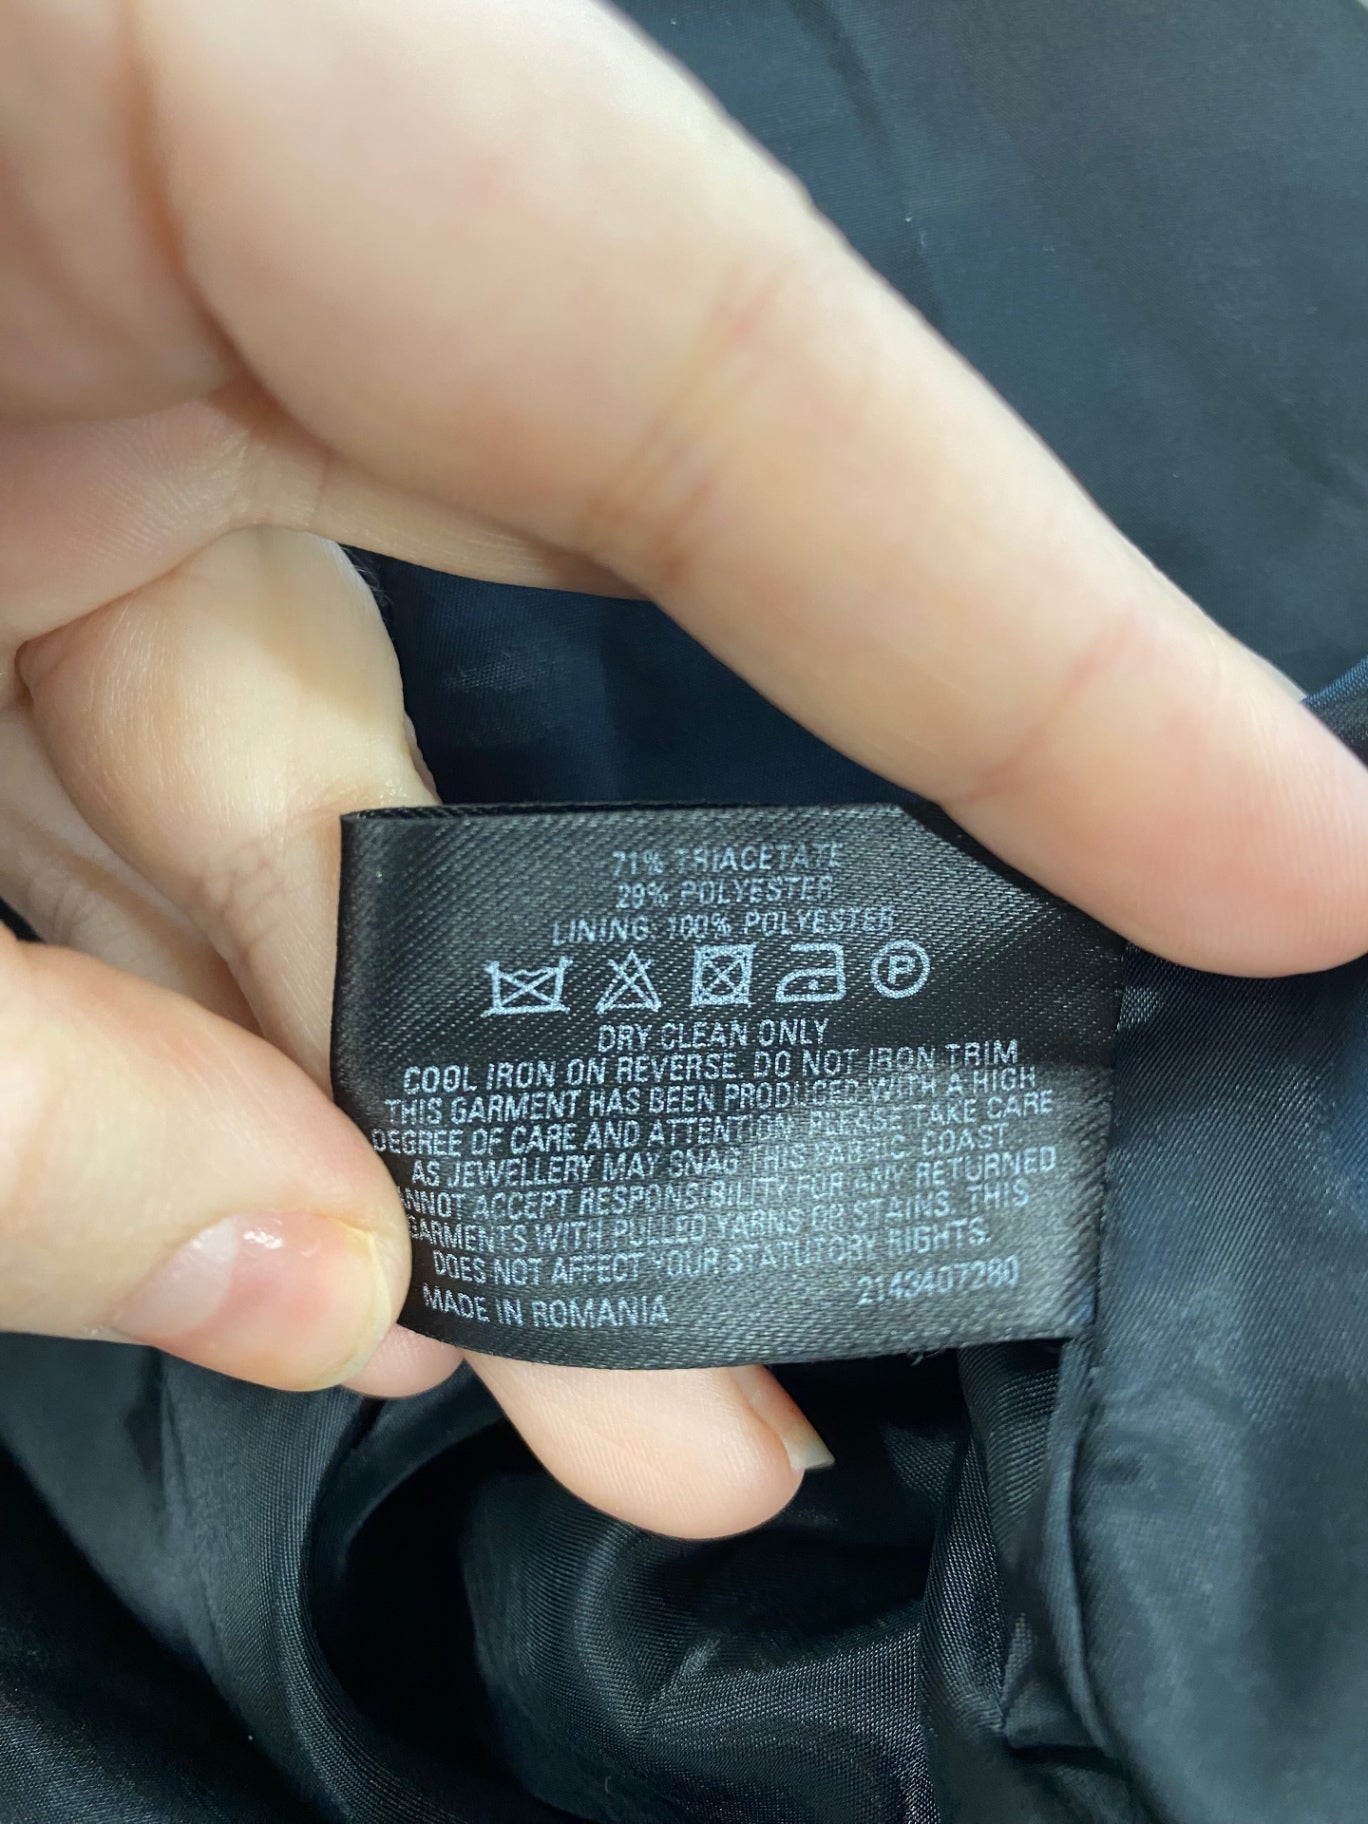 71% TRIACETATE
29% POLYESTER
LINING: 100% POLYESTER
P
DRY CLEAN ONLY
COOL IRON ON REVERSE. DO NOT IRON TRIM
THIS GARMENT HAS BEEN PRODUCED WITH A HIGH
DEGREE OF CARE AND ATTENTION. PLEASE TAKE CARE
AS JEWELLERY MAY SNAG THIS FABRIC. COAST
ANNOT ACCEPT RESPONSIBILITY FOR ANY RETURNED
GARMENTS WITH PULLED YARNS OR STAINS. THIS
DOES NOT AFFECT YOUR STATUTORY RIGHTS.
MADE IN ROMANIA 2143407280